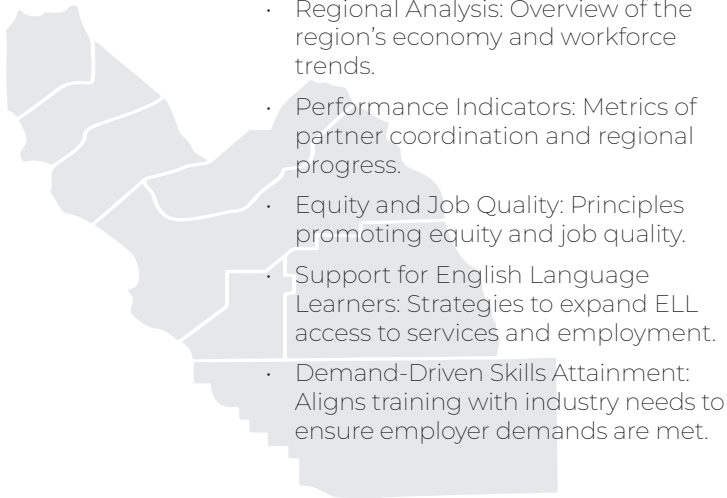 · Regional Analysis: Overview of the
region’s economy and workforce
trends.
· Performance Indicators: Metrics of
partner coordination and regional
progress.
· Equity and Job Quality: Principles
promoting equity and job quality.
· Support for English Language
Learners: Strategies to expand ELL
access to services and employment.
· Demand-Driven Skills Attainment:
Aligns training with industry needs to
ensure employer demands are met.